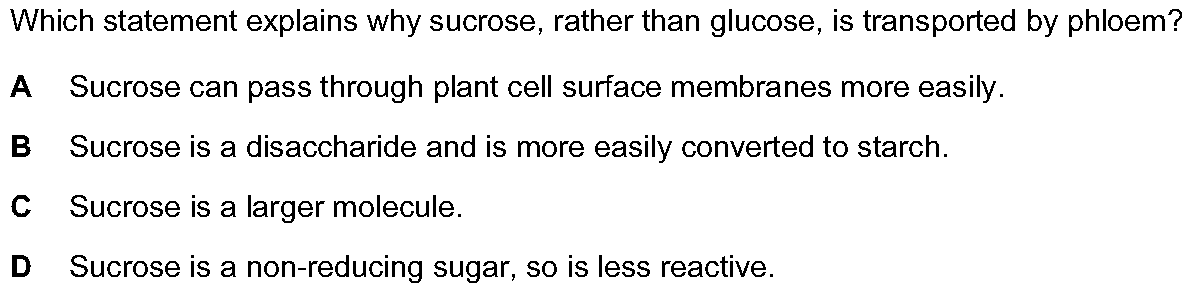 Which statement explains why sucrose, rather than glucose, is transported by phloem?
A Sucrose can pass through plant cell surface membranes more easily.
B Sucrose is a disaccharide and is more easily converted to starch.
C Sucrose is a larger molecule.
D Sucrose is a non-reducing sugar, so is less reactive.